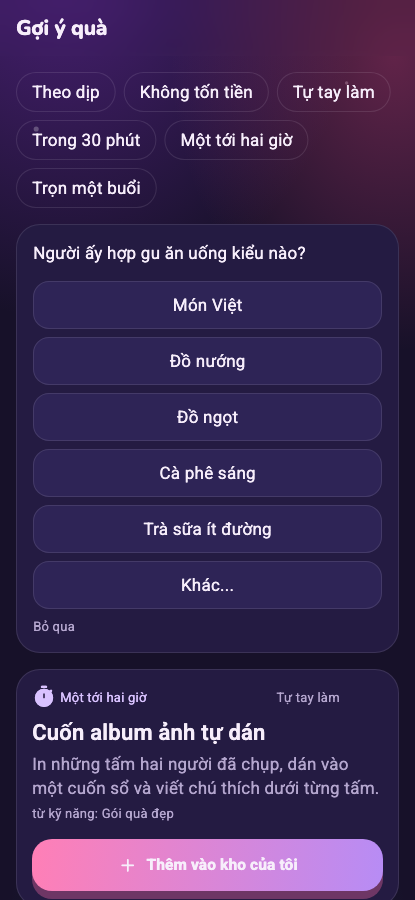 Gợi ý quà
Theo dịp
Không tốn tiền
Tự tay làm
Trong 30 phút
Một tới hai giờ
Trọn một buổi
Người ấy hợp gu ăn uống kiểu nào?
Món Việt
Đồ nướng
Đồ ngọt
Cà phê sáng
Trà sữa ít đường
Khác...
Bỏ qua
Một tới hai giờ
Tự tay làm
Cuốn album ảnh tự dán
In những tấm hai người đã chụp, dán vào
một cuốn sổ và viết chú thích dưới từng tấm.
từ kỹ năng: Gói quà đẹp
Thêm vào kho của tôi